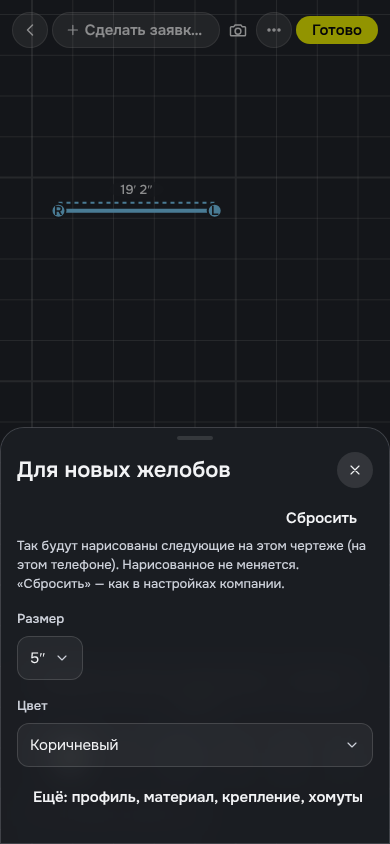 Сделать заявк...
Готово
19' 2"
R
L
Для новых желобов
Сбросить
Так будут нарисованы следующие на этом чертеже (на
этом телефоне). Нарисованное не меняется.
«Сбросить» — как в настройках компании.
Размер
5"
Цвет
Коричневый
Ещё: профиль, материал, крепление, хомуты